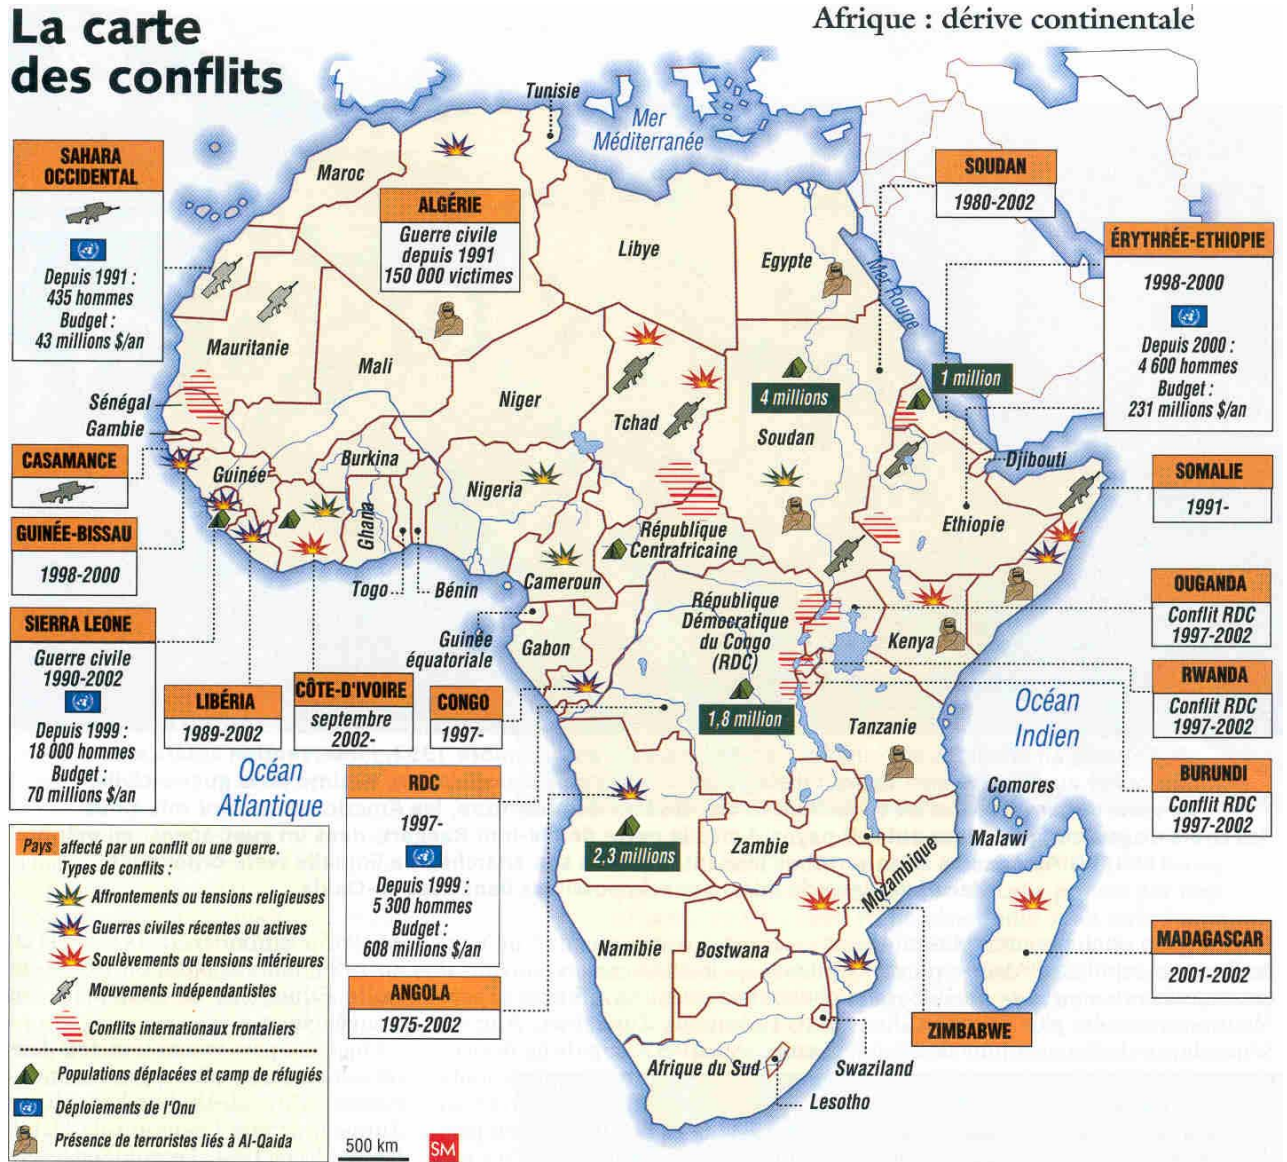 La carte
des conflits
Afrique : dérive continentale
SAHARA
OCCIDENTAL
Depuis 1991 :
435 hommes
Budget :
43 millions $/an
ALGÉRIE
Guerre civile
depuis 1991
150 000 victimes
SOUDAN
1980-2002
ÉRYTHRÉE-ETHIOPIE
1998-2000
Depuis 2000 :
4 600 hommes
Budget :
231 millions $/an
Tunisie
Mer
Méditerranée
Maroc
Libye
Egypte
Mer Rouge
Mauritanie
Mali
Niger
Tchad
Soudan
4 millions
1 million
Sénégal
Gambie
CASAMANCE
GUINÉE-BISSAU
1998-2000
Guinée
Burkina
Ghana
Nigeria
Togo
Bénin
République
Centrafricaine
Cameroun
Djibouti
Ethiopie
SOMALIE
1991-
OUGANDA
Conflit RDC
1997-2002
RWANDA
Conflit RDC
1997-2002
BURUNDI
Conflit RDC
1997-2002
SIERRA LEONE
Guerre civile
1990-2002
Depuis 1999 :
18 000 hommes
Budget :
70 millions $/an
LIBÉRIA
1989-2002
CÔTE-D'IVOIRE
septembre
2002-
CONGO
1997-
Guinée
équatoriale
Gabon
République
Démocratique
du Congo
(RDC)
1,8 million
Kenya
Tanzanie
Océan
Indien
Océan
Atlantique
RDC
1997-
Depuis 1999 :
5 300 hommes
Budget :
608 millions $/an
ANGOLA
1975-2002
2,3 millions
Zambie
Comores
Malawi
Mozambique
Namibie
Bostwana
ZIMBABWE
MADAGASCAR
2001-2002
Afrique du Sud
Swaziland
Lesotho
Pays affecté par un conflit ou une guerre.
Types de conflits :
Affrontements ou tensions religieuses
Guerres civiles récentes ou actives
Soulèvements ou tensions intérieures
Mouvements indépendantistes
Conflits internationaux frontaliers
Populations déplacées et camp de réfugiés
Déploiements de l'Onu
Présence de terroristes liés à Al-Qaida
500 km
SM